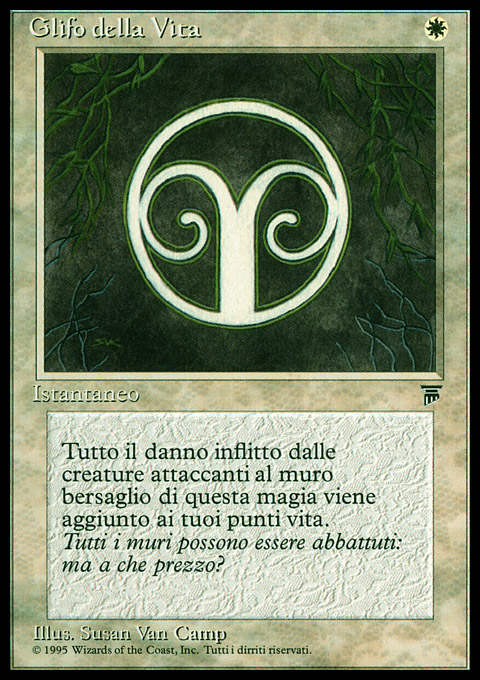 Glifo della Vita
SVC
Istantaneo
Tutto il danno inflitto dalle
creature attaccanti al muro
bersaglio di questa magia viene
aggiunto ai tuoi punti vita.
Tutti i muri possono essere abbattuti:
ma a che prezzo?
Illus. Susan Van Camp
© 1995 Wizards of the Coast, Inc. Tutti i dirriti riservati.